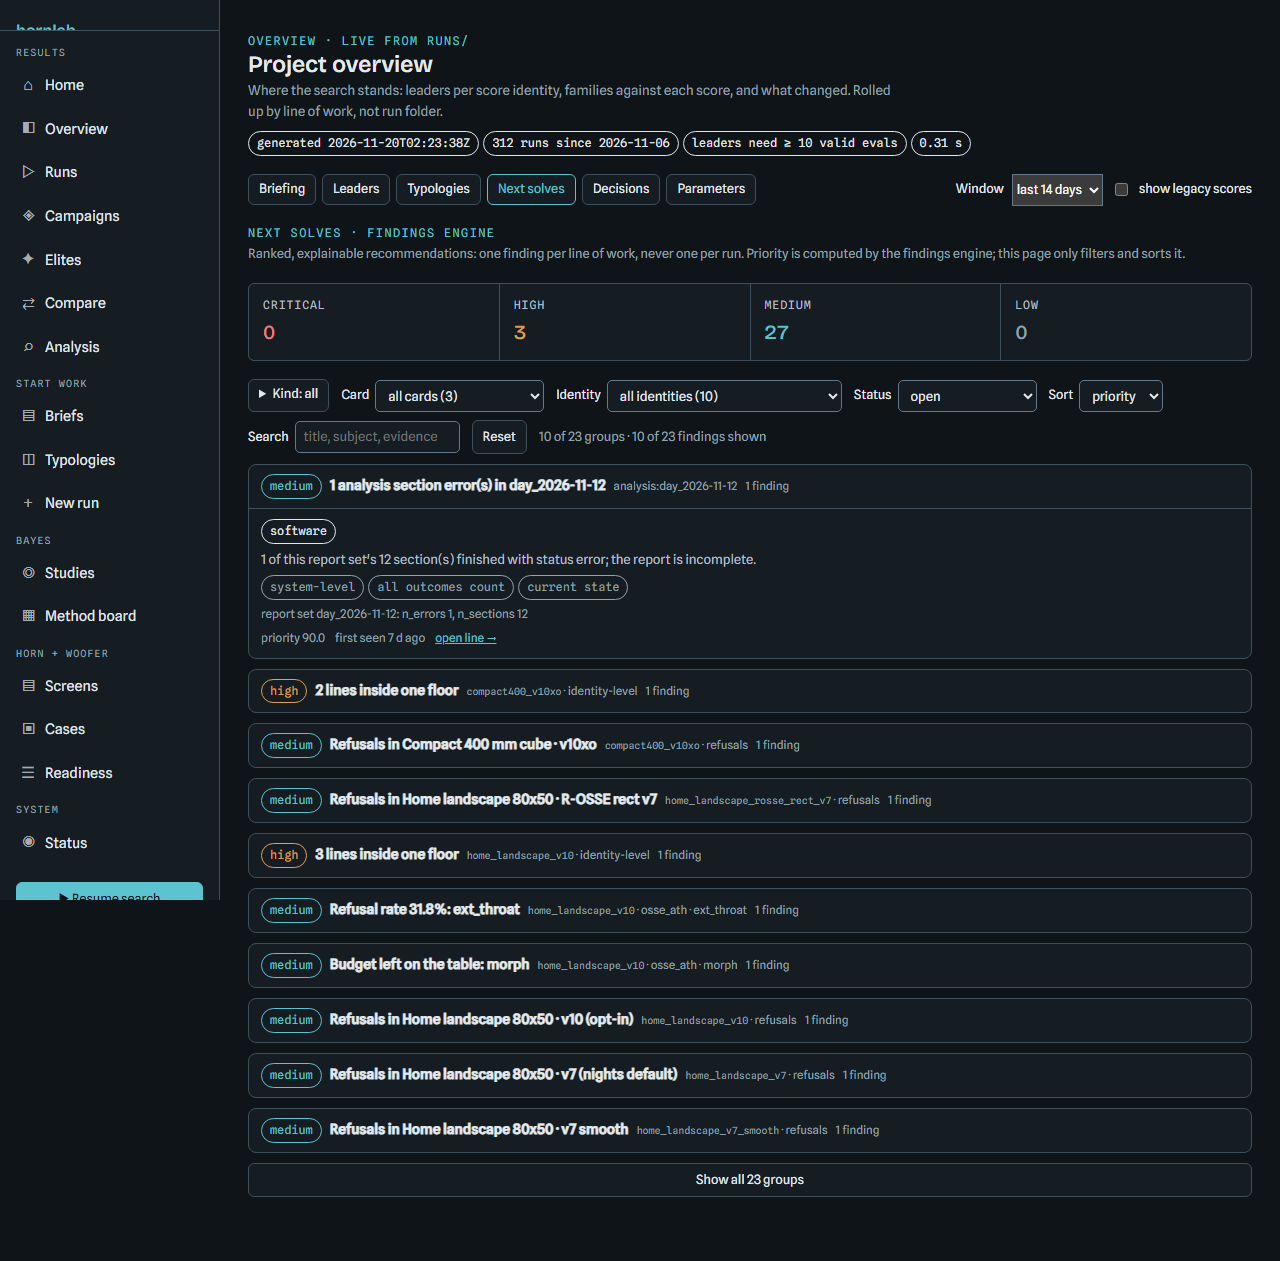 RESULTS
Home
Overview
Runs
Campaigns
Elites
Compare
Analysis
START WORK
Briefs
Typologies
New run
BAYES
Studies
Method board
HORN + WOOFER
Screens
Cases
Readiness
SYSTEM
Status
Resume search
OVERVIEW · LIVE FROM RUNS/
Project overview
Where the search stands: leaders per score identity, families against each score, and what changed. Rolled
up by line of work, not run folder.
generated 2026-11-20T02:23:38Z 312 runs since 2026-11-06 leaders need ≥ 10 valid evals 0.31 s
Briefing Leaders Typologies Next solves Decisions Parameters Window last 14 days show legacy scores
NEXT SOLVES · FINDINGS ENGINE
Ranked, explainable recommendations: one finding per line of work, never one per run. Priority is computed by the findings engine; this page only filters and sorts it.
CRITICAL HIGH MEDIUM LOW
0 3 27 0
▶ Kind: all Card all cards (3) Identity all identities (10) Status open Sort priority
Search title, subject, evidence Reset 10 of 23 groups · 10 of 23 findings shown
medium 1 analysis section error(s) in day_2026-11-12 analysis:day_2026-11-12 1 finding
software
1 of this report set's 12 section(s) finished with status error; the report is incomplete.
system-level all outcomes count current state
report set day_2026-11-12: n_errors 1, n_sections 12
priority 90.0 first seen 7 d ago open line →
high 2 lines inside one floor compact400_v10xo · identity-level 1 finding
medium Refusals in Compact 400 mm cube · v10xo compact400_v10xo · refusals 1 finding
medium Refusals in Home landscape 80x50 · R-OSSE rect v7 home_landscape_rosse_rect_v7 · refusals 1 finding
high 3 lines inside one floor home_landscape_v10 · identity-level 1 finding
medium Refusal rate 31.8%: ext_throat home_landscape_v10 · osse_ath · ext_throat 1 finding
medium Budget left on the table: morph home_landscape_v10 · osse_ath · morph 1 finding
medium Refusals in Home landscape 80x50 · v10 (opt-in) home_landscape_v10 · refusals 1 finding
medium Refusals in Home landscape 80x50 · v7 (nights default) home_landscape_v7 · refusals 1 finding
medium Refusals in Home landscape 80x50 · v7 smooth home_landscape_v7_smooth · refusals 1 finding
Show all 23 groups